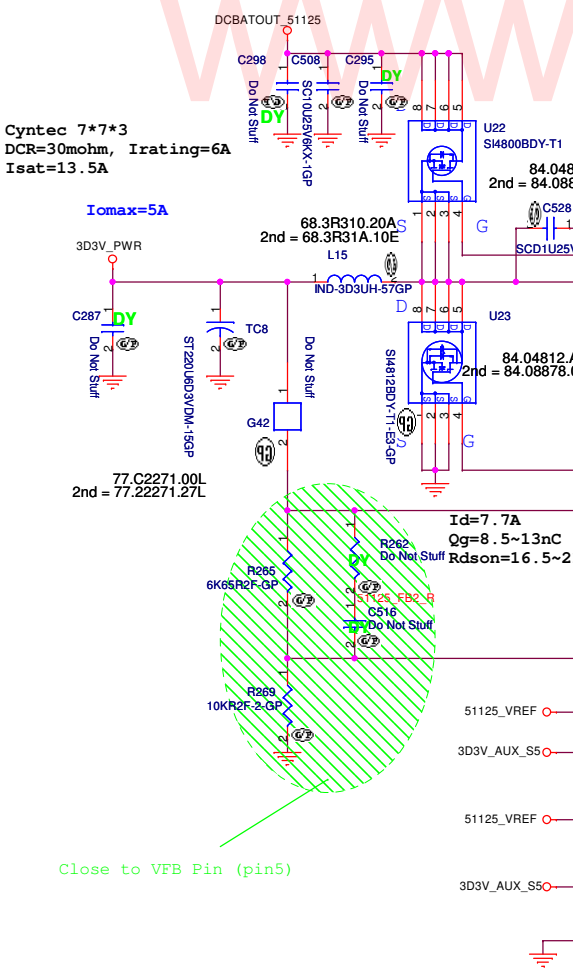 WWW
DCBATOUT_51125
C298
C508
C295
DY
DY
Do Not Stuff
SC10U25V6KX-1GP
Do Not Stuff
Cyntec 7*7*3
DCR=30mohm, Irating=6A
Isat=13.5A
U22
SI4800BDY-T1
84.048
2nd = 84.088
Iomax=5A
68.3R310.20A
2nd = 68.3R31A.10E
S
G
C528
SCD1U25V
3D3V_PWR
L15
IND-3D3UH-57GP
D
C287
DY
Do Not Stuff
TC8
ST220U6D3VDM-15GP
Do Not Stuff
G42
U23
SI4812BDY-T1-E3-GP
84.04812.A
2nd = 84.08878.
S
G
77.C2271.00L
2nd = 77.22271.27L
Id=7.7A
Qg=8.5~13nC
Rdson=16.5~2
R262
DY
Do Not Stuff
R265
6K65R2F-GP
51125_FB2_R
C516
DY
Do Not Stuff
R269
10KR2F-2-GP
51125_VREF
3D3V_AUX_S5
51125_VREF
3D3V_AUX_S5
Close to VFB Pin (pin5)